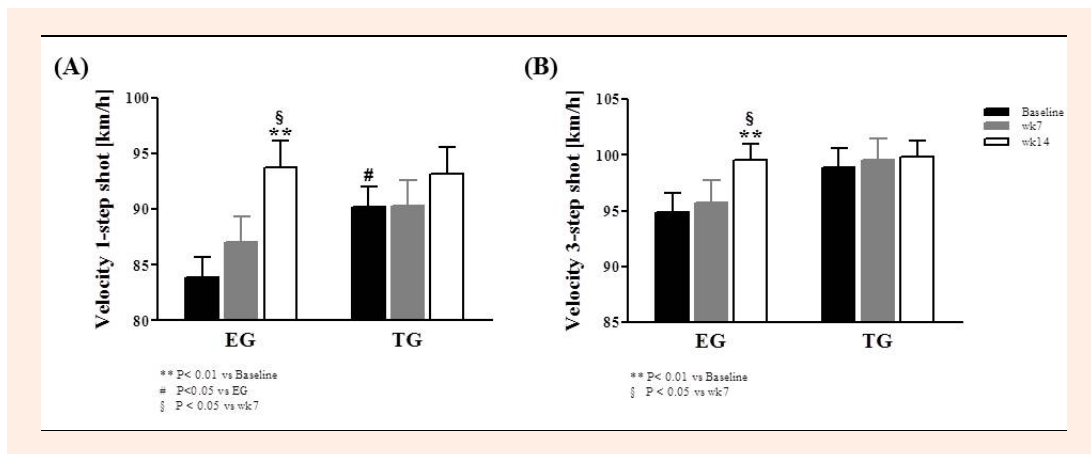 (A)
Velocity 1-step shot [km/h]
100
95
90
85
80
§
**
#
EG
TG
** P< 0.01 vs Baseline
# P<0.05 vs EG
§ P < 0.05 vs wk7
(B)
Velocity 3-step shot [km/h]
105
100
95
90
85
§
**
EG
TG
** P< 0.01 vs Baseline
§ P < 0.05 vs wk7
Baseline
wk7
wk14